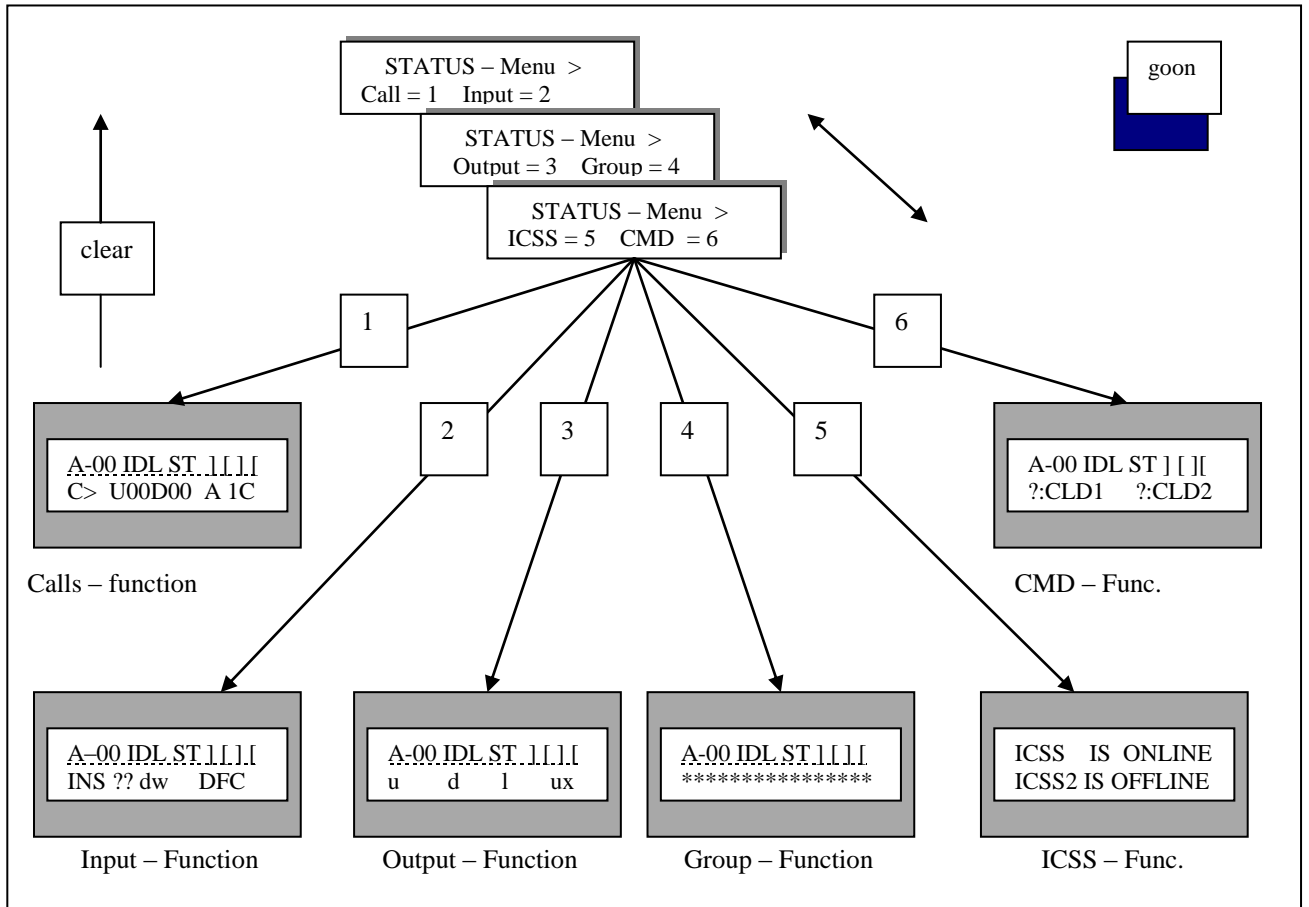 STATUS – Menu >
Call = 1 Input = 2
goon
STATUS – Menu >
Output = 3 Group = 4
STATUS – Menu >
ICSS = 5 CMD = 6
clear
1
6
2
3
4
5
A-00 IDL ST ] [ ] [
C> U00D00 A 1C
A-00 IDL ST ] [ ][
?:CLD1 ?:CLD2
Calls – function
CMD – Func.
A–00 IDL ST ] [ ] [
INS ?? dw DFC
A-00 IDL ST ] [ ] [
u d l ux
A-00 IDL ST ] [ ] [
****************
ICSS IS ONLINE
ICSS2 IS OFFLINE
Input – Function
Output – Function
Group – Function
ICSS – Func.